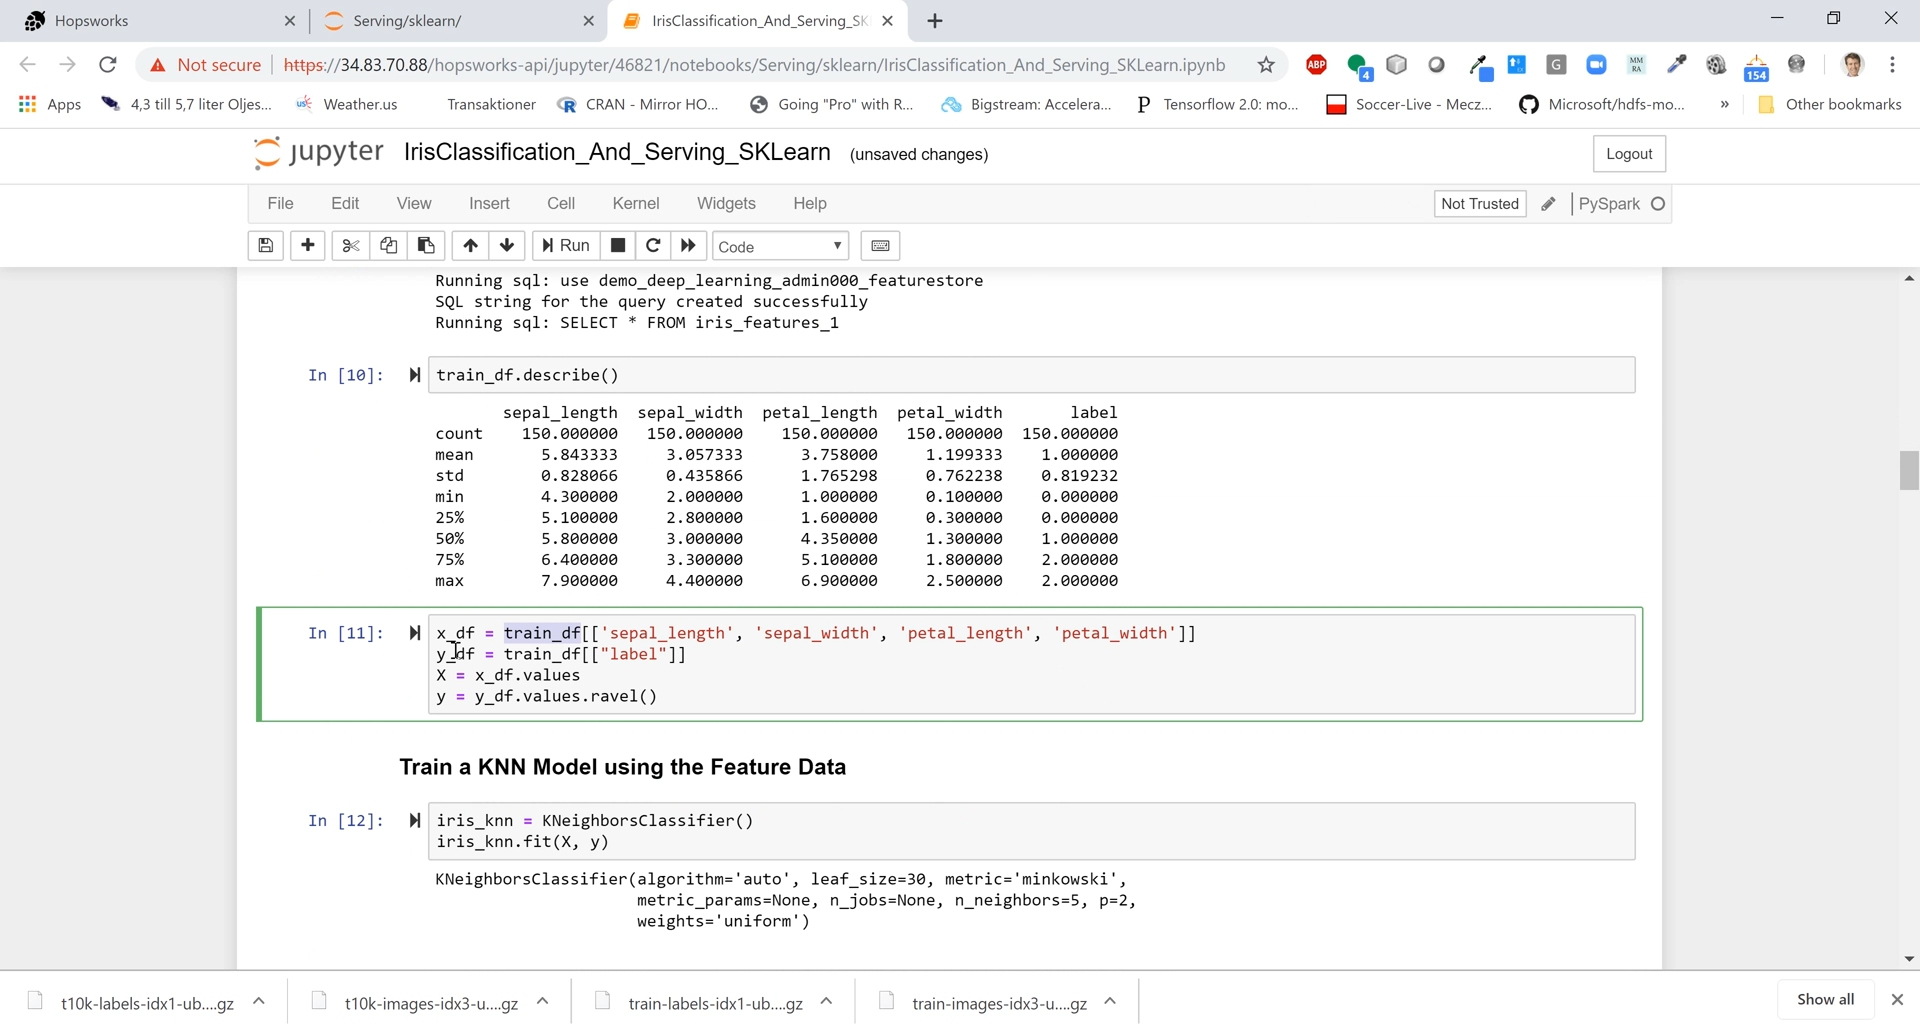 Hopsworks
Serving/sklearn/
IrisClassification_And_Serving_SK
Not secure https://34.83.70.88/hopsworks-api/jupyter/46821/notebooks/Serving/sklearn/IrisClassification_And_Serving_SKLearn.ipynb
ABP
4
G
MM
RA
154
Apps
4,3 till 5,7 liter Oljes...
us Weather.us
Transaktioner
CRAN - Mirror HO...
Going "Pro" with R...
Bigstream: Accelera...
Tensorflow 2.0: mo...
Soccer-Live - Mecz...
Microsoft/hdfs-mo...
»
Other bookmarks
jupyter IrisClassification_And_Serving_SKLearn (unsaved changes)
Logout
File Edit View Insert Cell Kernel Widgets Help
Not Trusted
PySpark
Run
Code
Running sql: use demo_deep_learning_admin000_featurestore
SQL string for the query created successfully
Running sql: SELECT * FROM iris_features_1
In [10]: train_df.describe()
sepal_length sepal_width petal_length petal_width label
count 150.000000 150.000000 150.000000 150.000000 150.000000
mean 5.843333 3.057333 3.758000 1.199333 1.000000
std 0.828066 0.435866 1.765298 0.762238 0.819232
min 4.300000 2.000000 1.000000 0.100000 0.000000
25% 5.100000 2.800000 1.600000 0.300000 0.000000
50% 5.800000 3.000000 4.350000 1.300000 1.000000
75% 6.400000 3.300000 5.100000 1.800000 2.000000
max 7.900000 4.400000 6.900000 2.500000 2.000000
In [11]: x_df = train_df[['sepal_length', 'sepal_width', 'petal_length', 'petal_width']]
y_df = train_df[["label"]]
X = x_df.values
y = y_df.values.ravel()
Train a KNN Model using the Feature Data
In [12]: iris_knn = KNeighborsClassifier()
iris_knn.fit(X, y)
KNeighborsClassifier(algorithm='auto', leaf_size=30, metric='minkowski',
metric_params=None, n_jobs=None, n_neighbors=5, p=2,
weights='uniform')
t10k-labels-idx1-ub....gz
t10k-images-idx3-u....gz
train-labels-idx1-ub....gz
train-images-idx3-u....gz
Show all